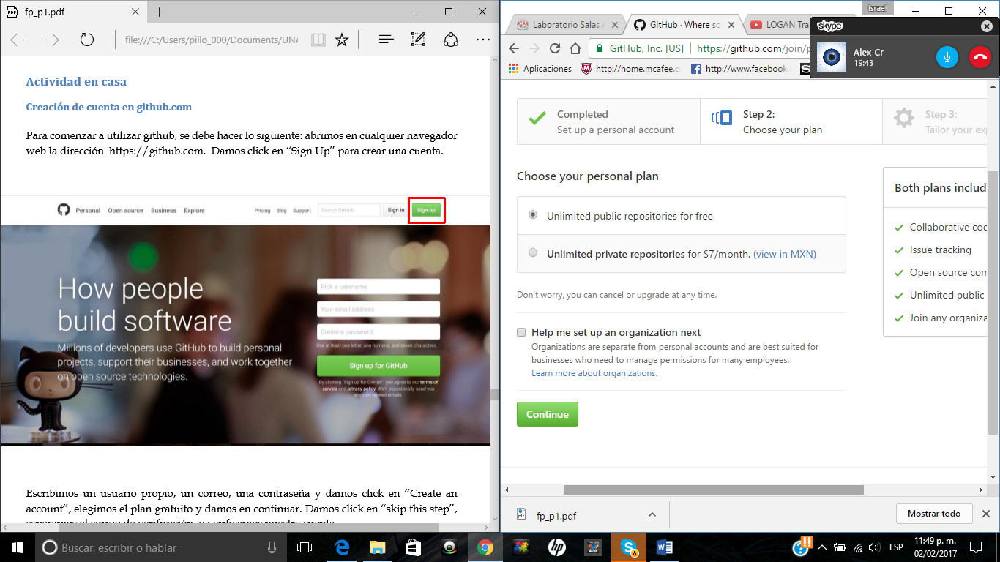 fp_p1.pdf
file:///C:/Users/pillo_000/Documents/UNA
Actividad en casa
Creación de cuenta en github.com
Para comenzar a utilizar github, se debe hacer lo siguiente: abrimos en cualquier navegador
web la dirección https://github.com. Damos click en “Sign Up” para crear una cuenta.
Personal Open source Business Explore Pricing Blog Support Search GitHub Sign in Sign up
How people
build software
Millions of developers use GitHub to build personal
projects, support their businesses, and work together
on open source technologies.
Pick a username
Your email address
Create a password
Use at least one letter, one numeral, and seven characters.
Sign up for GitHub
By clicking "Sign up for GitHub", you agree to our terms of
service and privacy policy. We'll occasionally send you
account related emails.
Escribimos un usuario propio, un correo, una contraseña y damos click en “Create an
account”, elegimos el plan gratuito y damos en continuar. Damos click en “skip this step”,
esperamos el correo de verificación, y verificamos nuestra cuenta
Israel
Laboratorio Salas A
GitHub · Where so
LOGAN Tra
GitHub, Inc. [US] https://github.com/join/p
Aplicaciones http://home.mcafee.c http://www.facebook.
skype
Alex Cr
19:43
Completed
Set up a personal account
Step 2:
Choose your plan
Step 3:
Tailor your exp
Choose your personal plan
Unlimited public repositories for free.
Unlimited private repositories for $7/month. (view in MXN)
Don't worry, you can cancel or upgrade at any time.
Help me set up an organization next
Organizations are separate from personal accounts and are best suited for
businesses who need to manage permissions for many employees.
Learn more about organizations.
Continue
Both plans includ
Collaborative cod
Issue tracking
Open source com
Unlimited public
Join any organiza
fp_p1.pdf
Mostrar todo
Buscar: escribir o hablar
8
ESP
11:49 p. m.
02/02/2017